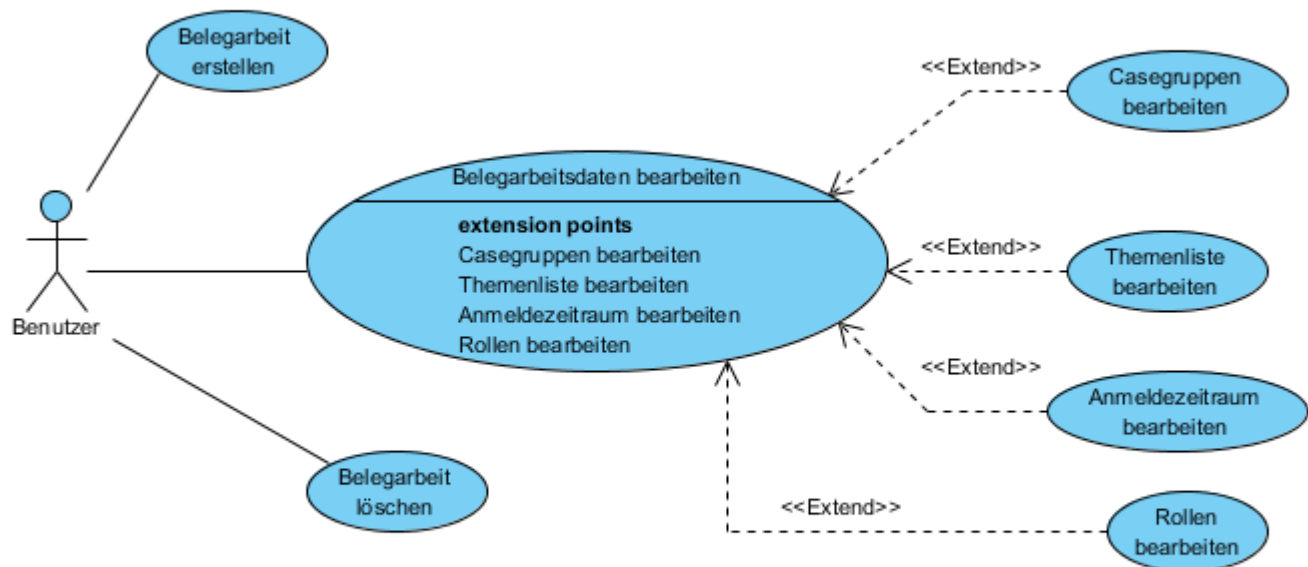 Belegarbeit
erstellen
<<Extend>>
Casegruppen
bearbeiten
Belegarbeitsdaten bearbeiten
extension points
Casegruppen bearbeiten
Themenliste bearbeiten
Anmeldezeitraum bearbeiten
Rollen bearbeiten
<<Extend>>
Themenliste
bearbeiten
Benutzer
<<Extend>>
Anmeldezeitraum
bearbeiten
Belegarbeit
löschen
<<Extend>>
Rollen
bearbeiten